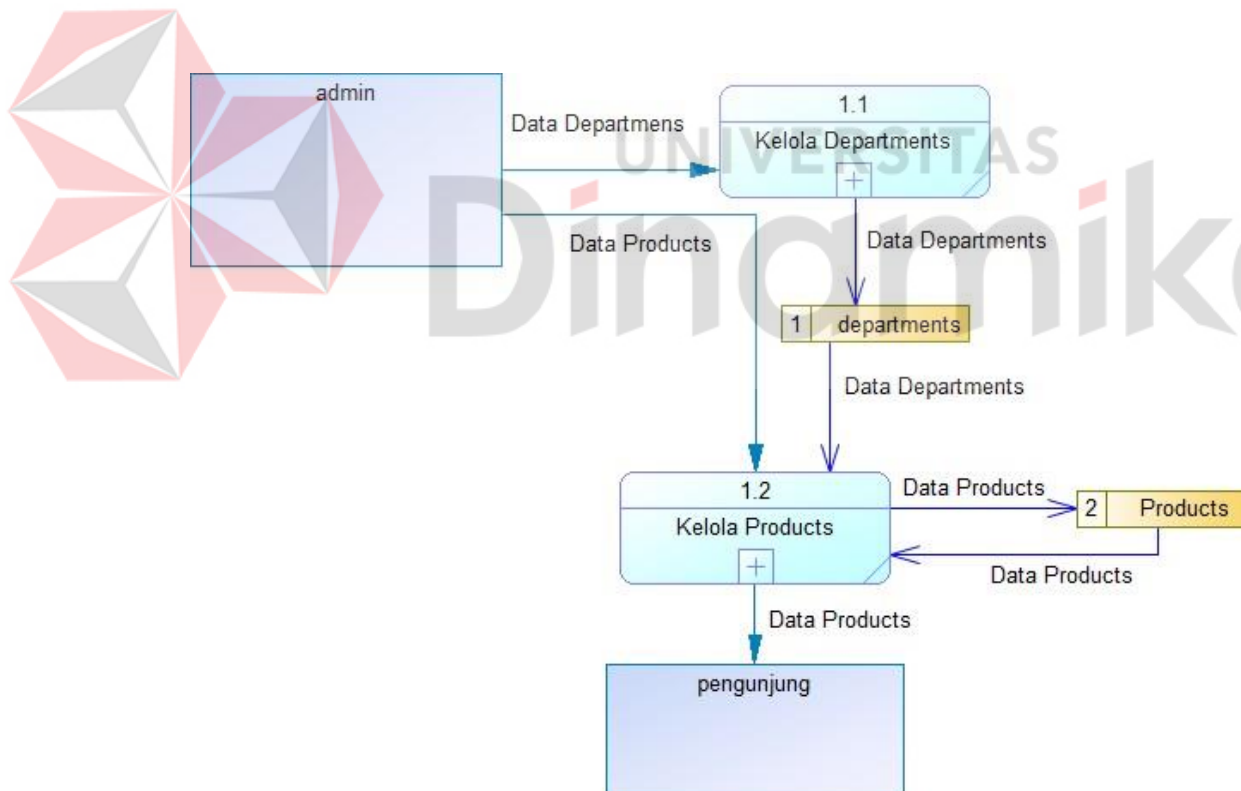 admin
Data Departmens
1.1
Kelola Departments
UNIVERSITAS
Dinamika
Data Products
Data Departments
1 departments
Data Departments
1.2
Kelola Products
Data Products
2 Products
Data Products
Data Products
pengunjung